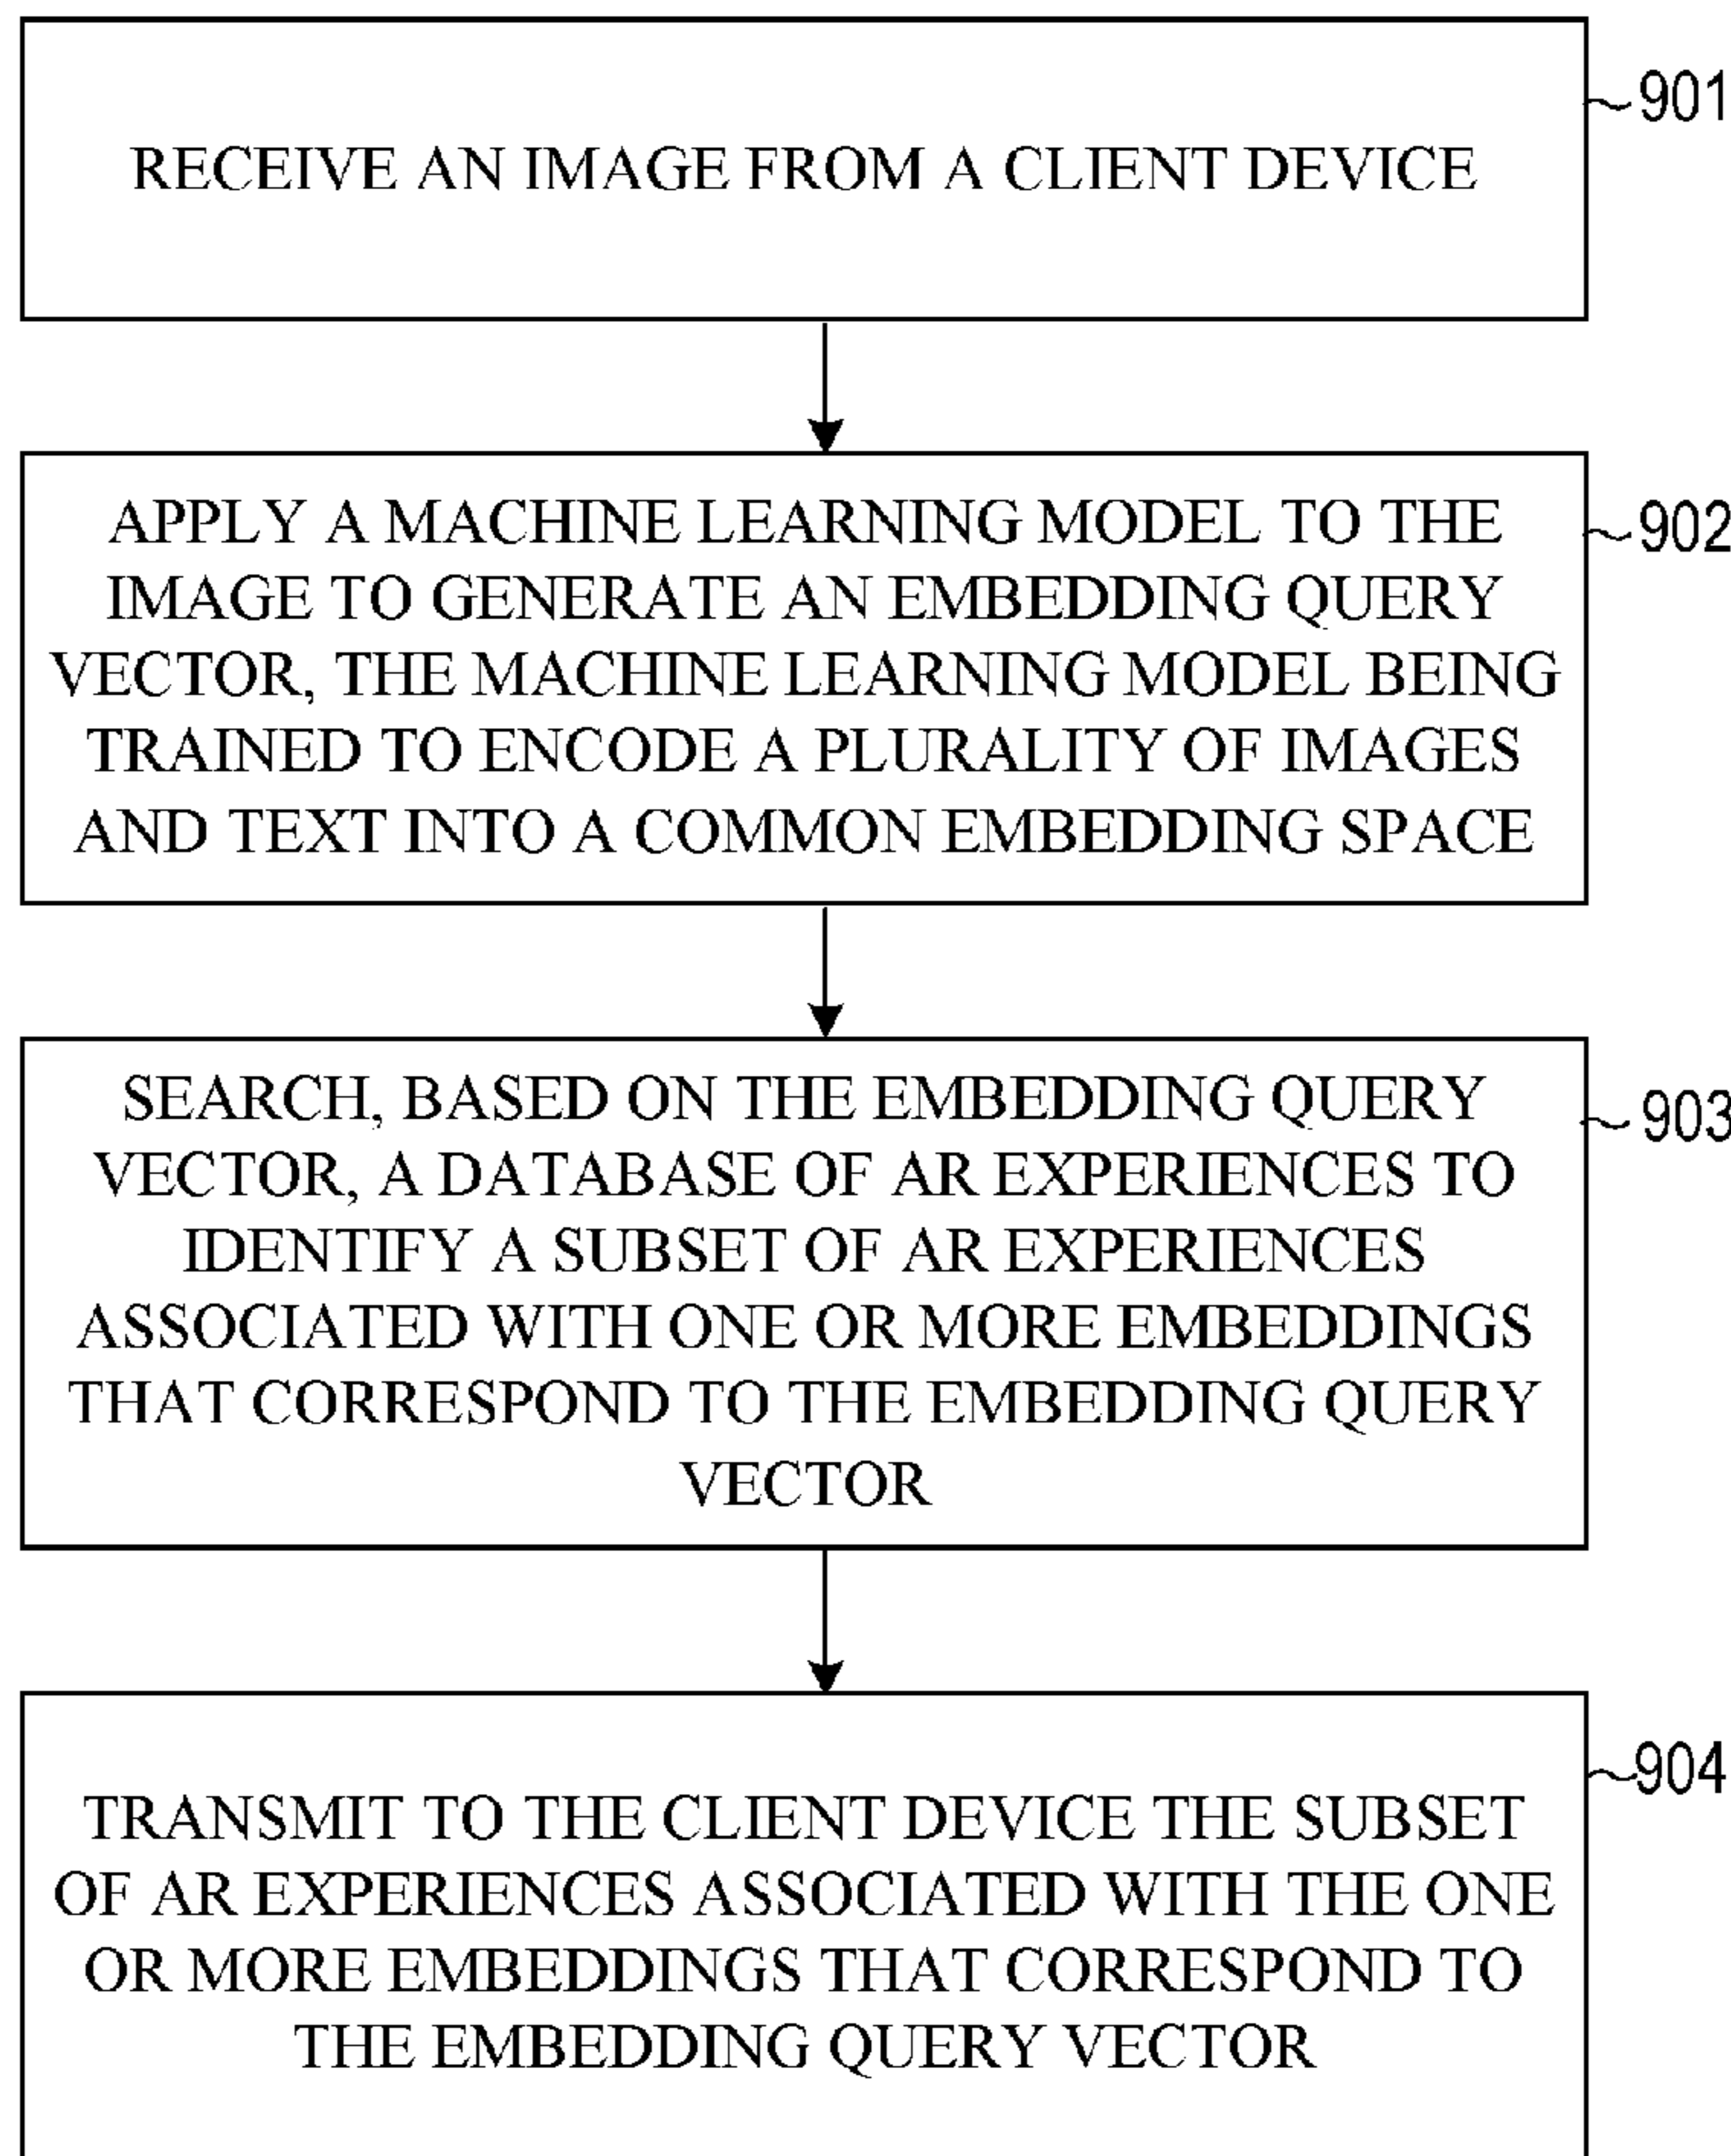 RECEIVE AN IMAGE FROM A CLIENT DEVICE
901
APPLY A MACHINE LEARNING MODEL TO THE
IMAGE TO GENERATE AN EMBEDDING QUERY
VECTOR, THE MACHINE LEARNING MODEL BEING
TRAINED TO ENCODE A PLURALITY OF IMAGES
AND TEXT INTO A COMMON EMBEDDING SPACE
902
SEARCH, BASED ON THE EMBEDDING QUERY
VECTOR, A DATABASE OF AR EXPERIENCES TO
IDENTIFY A SUBSET OF AR EXPERIENCES
ASSOCIATED WITH ONE OR MORE EMBEDDINGS
THAT CORRESPOND TO THE EMBEDDING QUERY
VECTOR
903
TRANSMIT TO THE CLIENT DEVICE THE SUBSET
OF AR EXPERIENCES ASSOCIATED WITH THE ONE
OR MORE EMBEDDINGS THAT CORRESPOND TO
THE EMBEDDING QUERY VECTOR
904